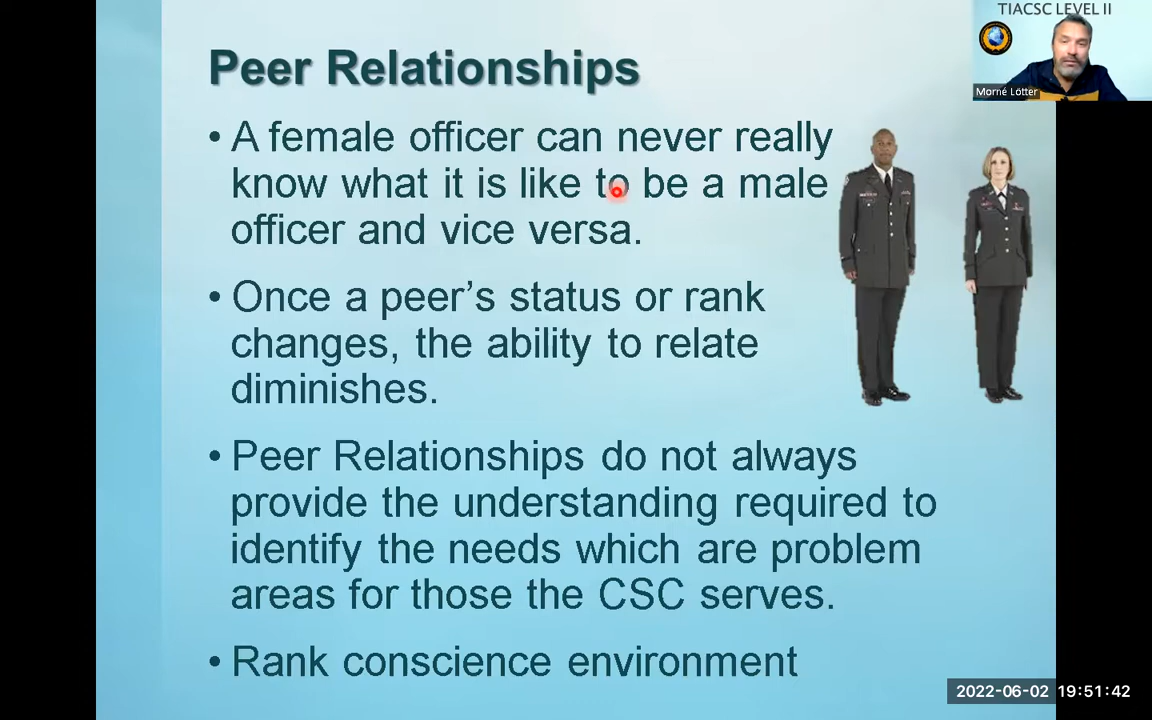 TIACSC LEVEL II
Morné Lötter
Peer Relationships
• A female officer can never really
know what it is like to be a male
officer and vice versa.
• Once a peer’s status or rank
changes, the ability to relate
diminishes.
• Peer Relationships do not always
provide the understanding required to
identify the needs which are problem
areas for those the CSC serves.
• Rank conscience environment
2022-06-02 19:51:42